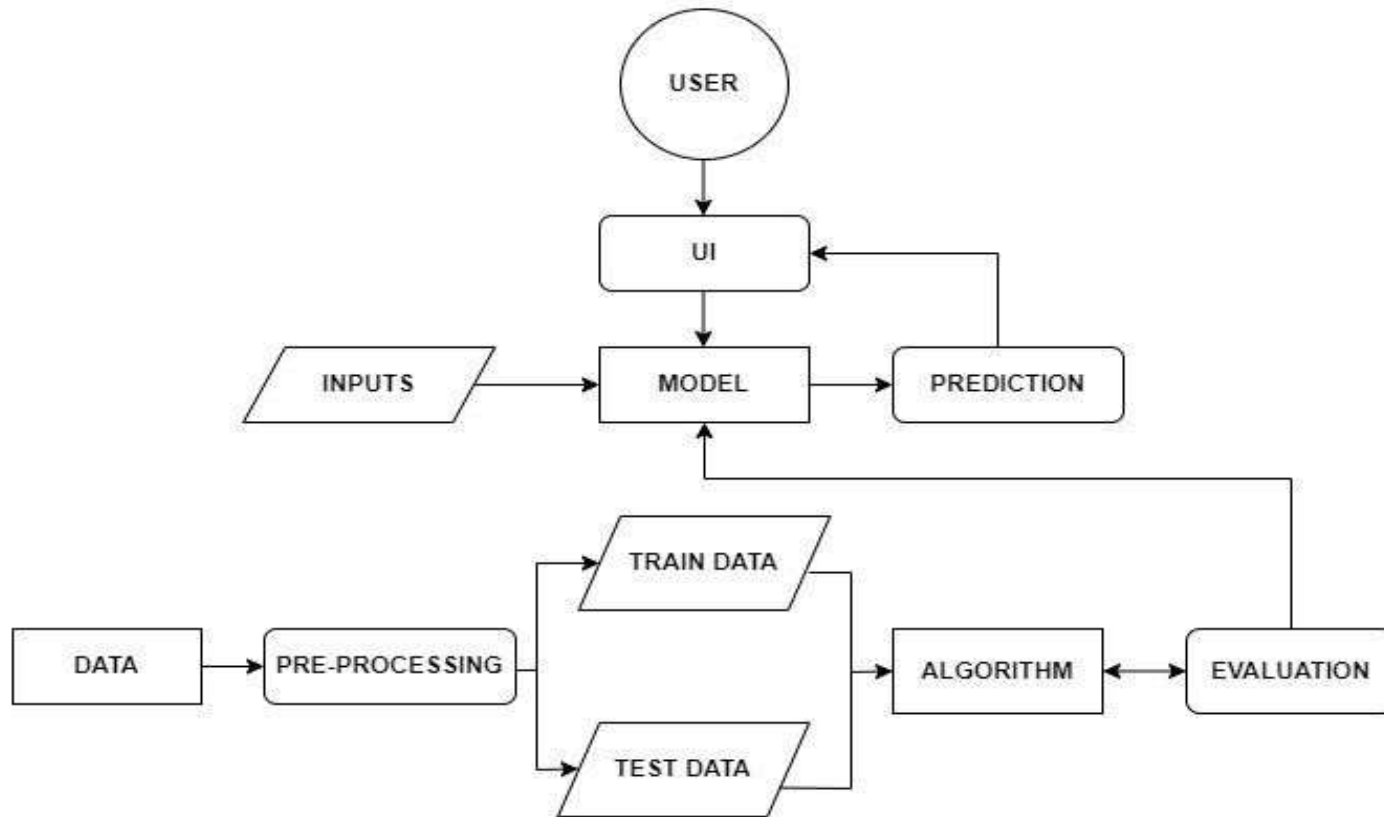 USER
UI
INPUTS
MODEL
PREDICTION
TRAIN DATA
DATA
PRE-PROCESSING
ALGORITHM
EVALUATION
TEST DATA